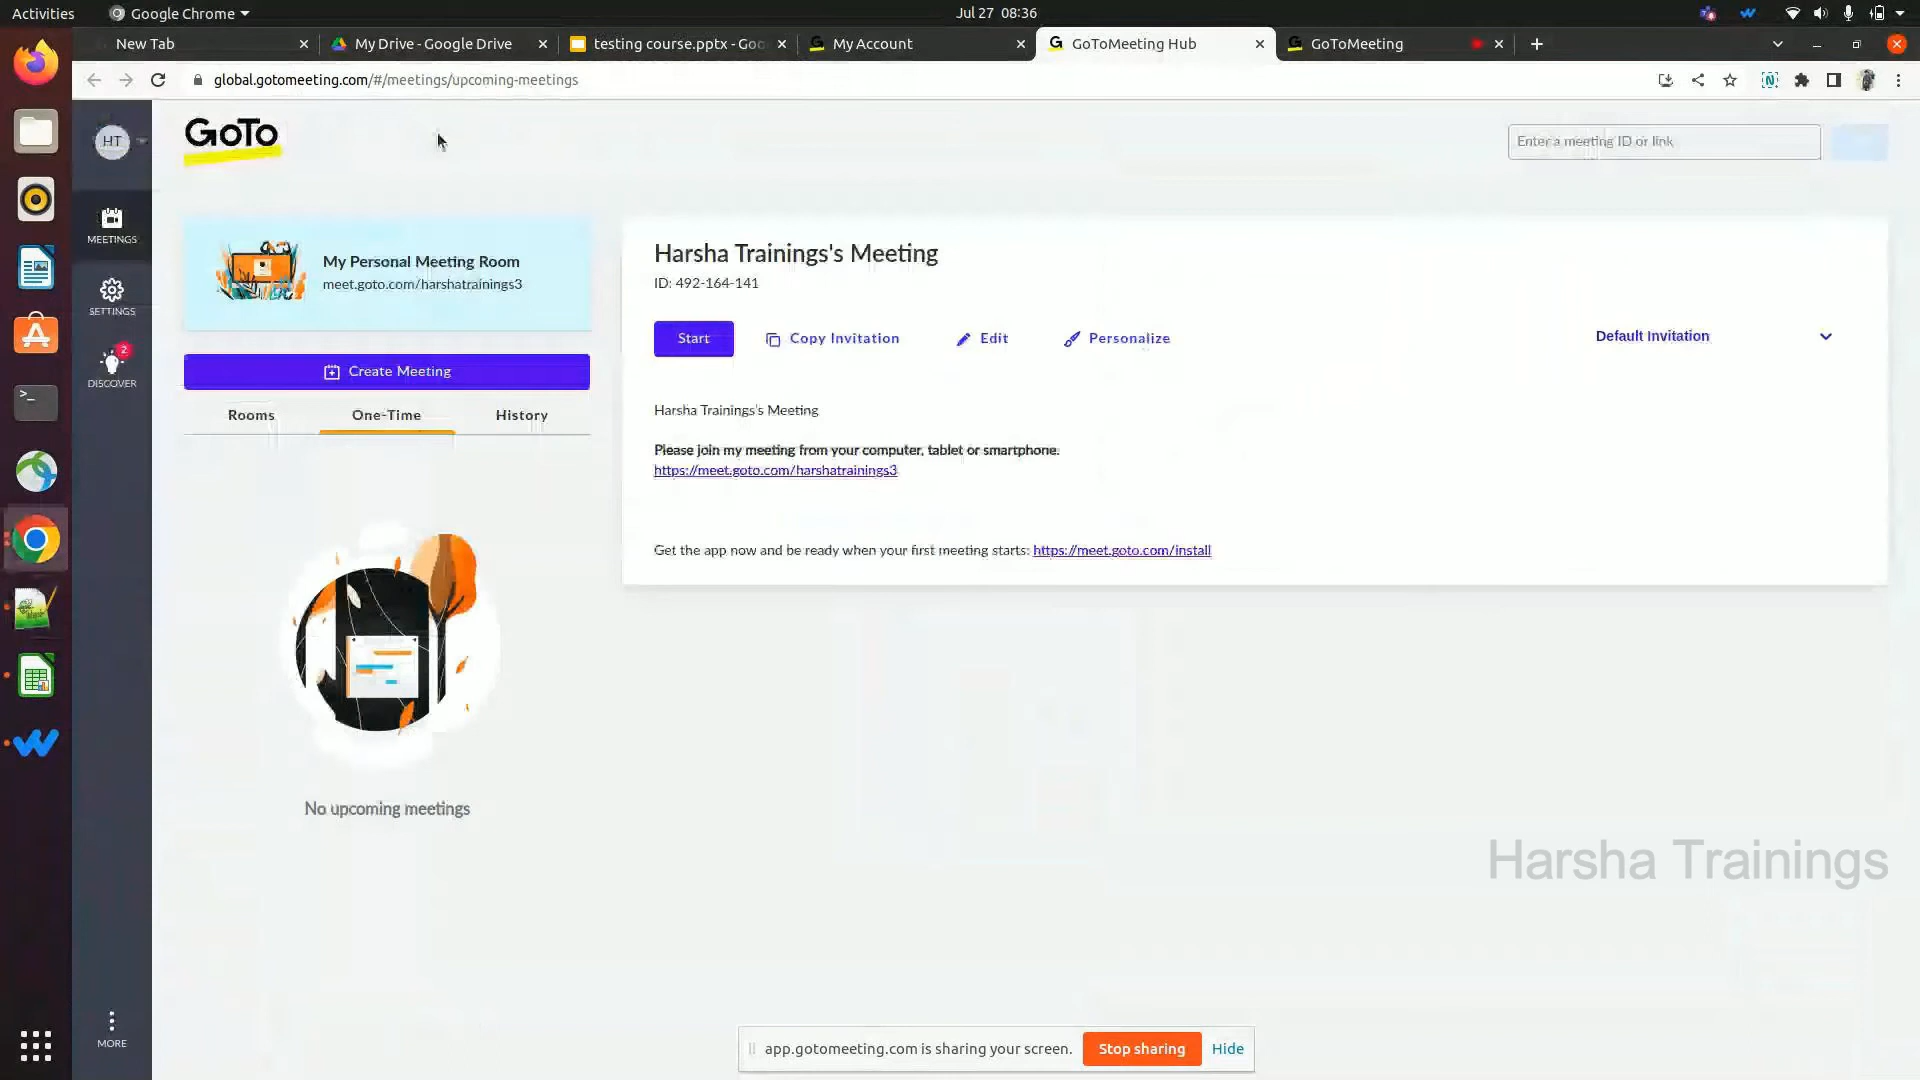 Activities
Google Chrome
Jul 27 08:36
New Tab
My Drive - Google Drive
testing course.pptx - Goo
My Account
GoToMeeting Hub
GoToMeeting
global.gotomeeting.com/#/meetings/upcoming-meetings
HT
GoTo
Enter a meeting ID or link
MEETINGS
SETTINGS
2
DISCOVER
MORE
My Personal Meeting Room
meet.goto.com/harshatrainings3
Create Meeting
Rooms
One-Time
History
No upcoming meetings
Harsha Trainings's Meeting
ID: 492-164-141
Start
Copy Invitation
Edit
Personalize
Default Invitation
Harsha Trainings's Meeting
Please join my meeting from your computer, tablet or smartphone.
https://meet.goto.com/harshatrainings3
Get the app now and be ready when your first meeting starts: https://meet.goto.com/install
Harsha Trainings
app.gotomeeting.com is sharing your screen.
Stop sharing
Hide